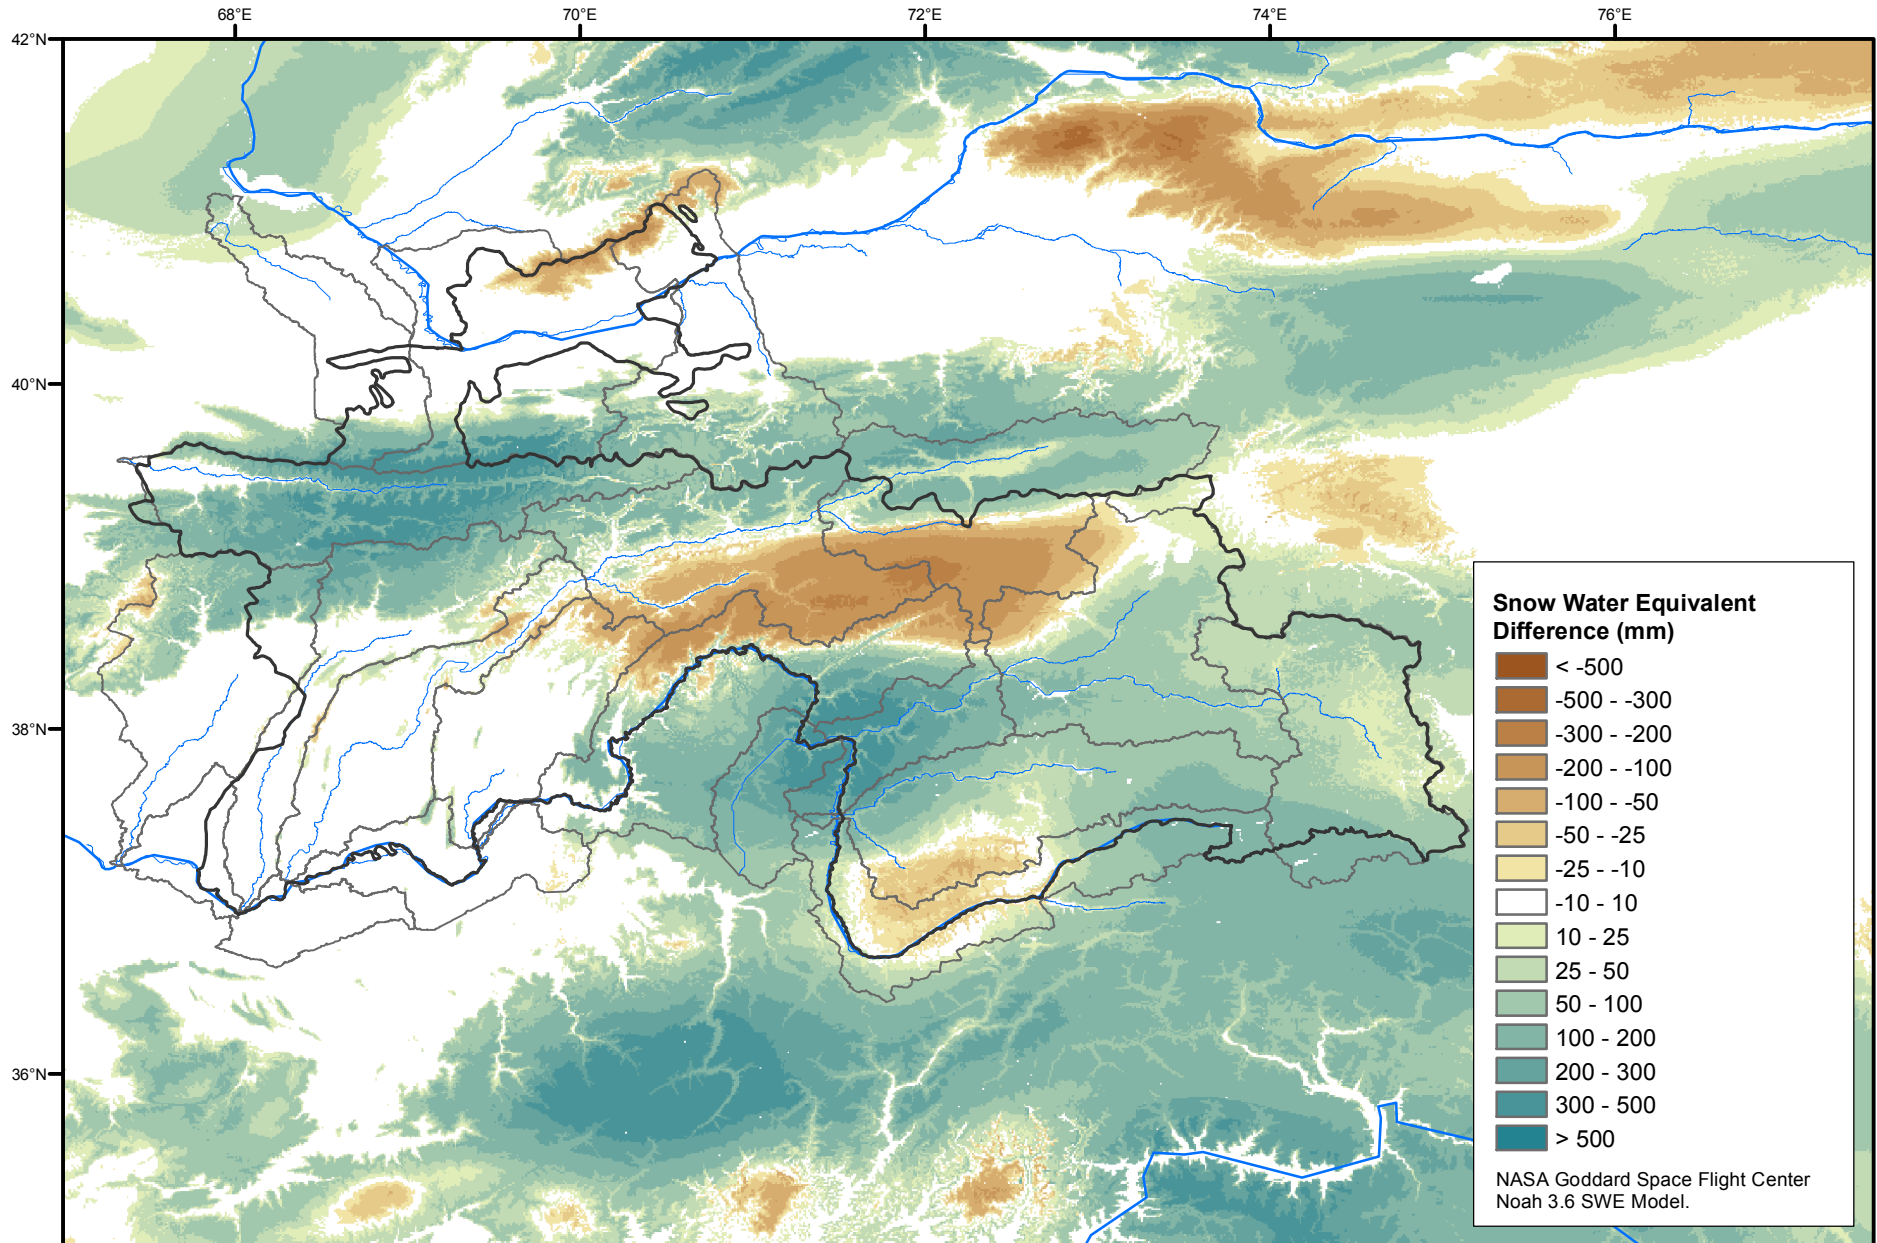 68°E 70°E 72°E 74°E 76°E
42°N
40°N
38°N
36°N
Snow Water Equivalent
Difference (mm)
< -500
-500 - -300
-300 - -200
-200 - -100
-100 - -50
-50 - -25
-25 - -10
-10 - 10
10 - 25
25 - 50
50 - 100
100 - 200
200 - 300
300 - 500
> 500
NASA Goddard Space Flight Center
Noah 3.6 SWE Model.